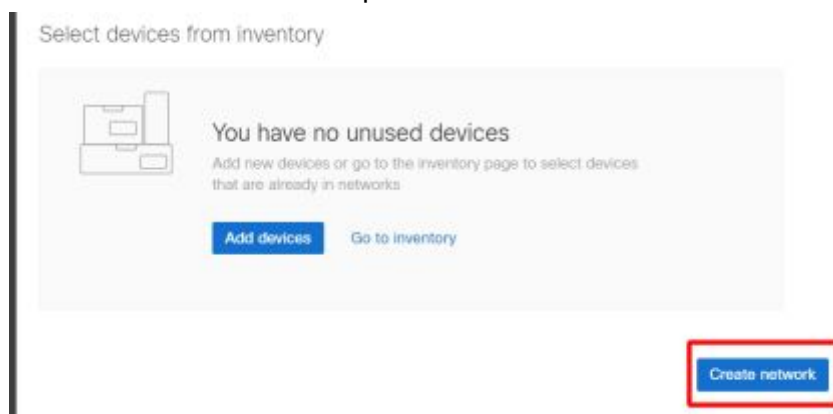 Select devices from inventory
You have no unused devices
Add new devices or go to the inventory page to select devices
that are already in networks
Add devices Go to inventory
Create network